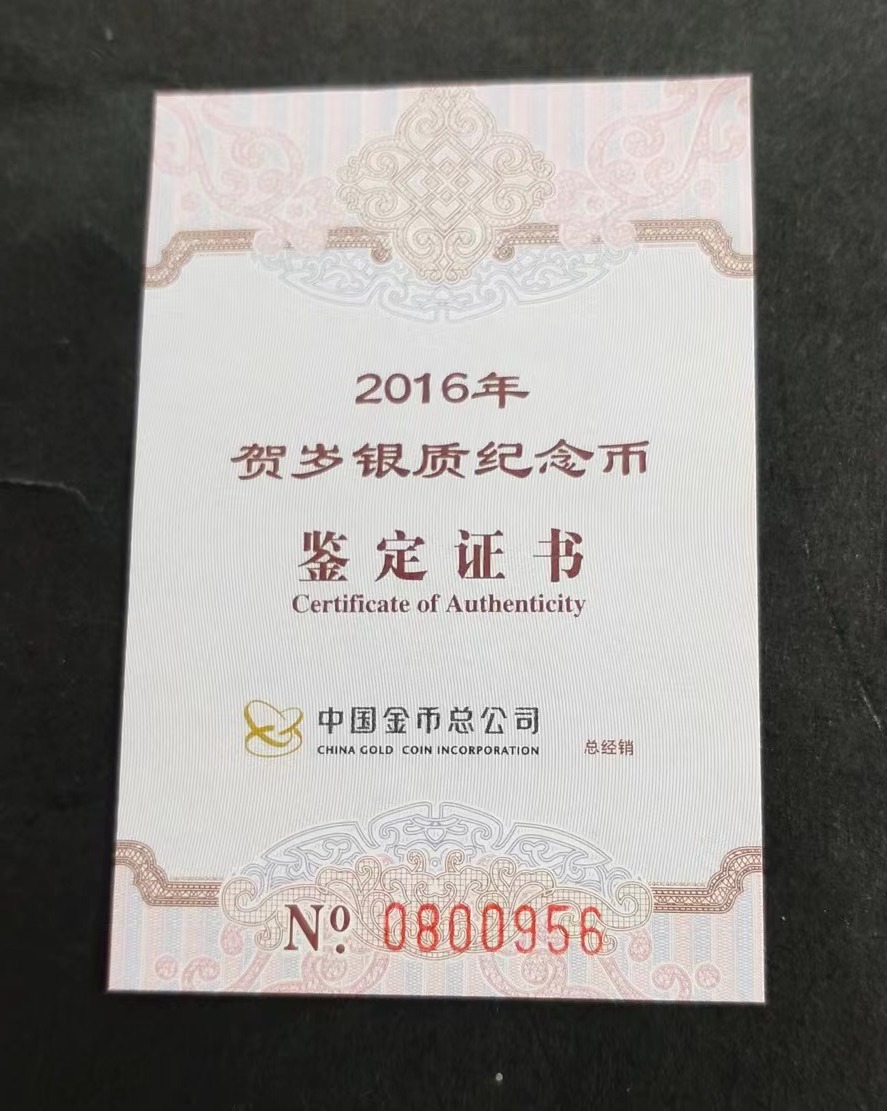 2016年
贺岁银质纪念币
鉴定证书
Certificate of Authenticity
中国金币总公司
CHINA GOLD COIN INCORPORATION
总经销
Nº. 0800956